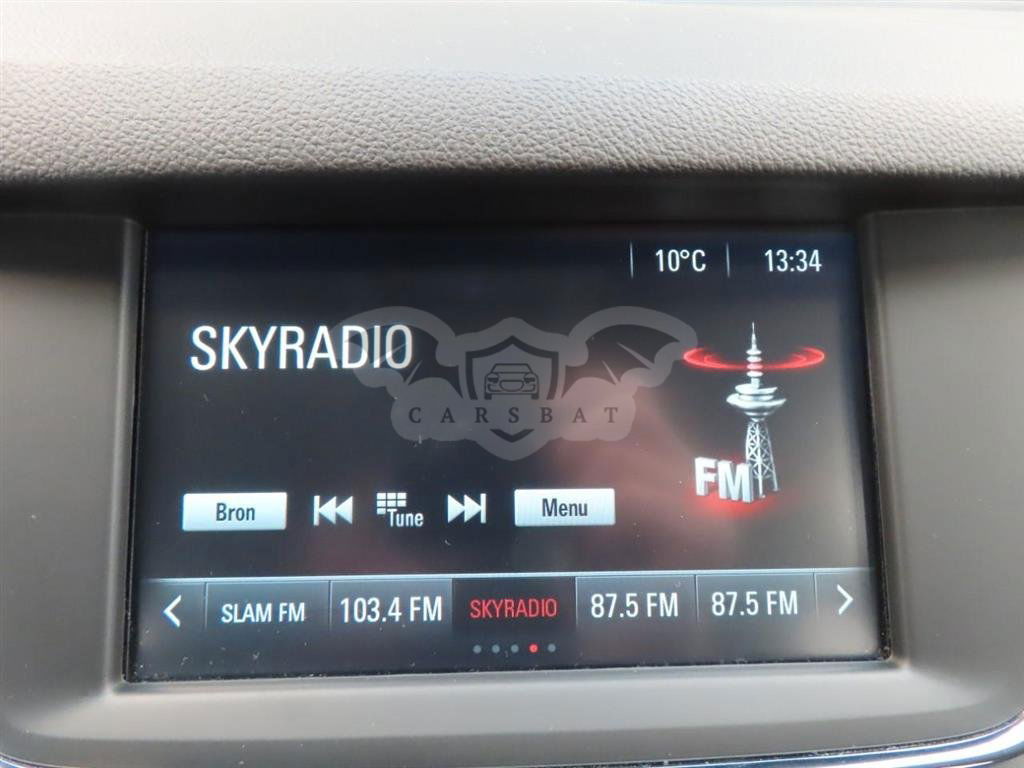 10°C 13:34
SKYRADIO
CARSBAT
FM
Bron Tune Menu
SLAM FM 103.4 FM SKYRADIO 87.5 FM 87.5 FM